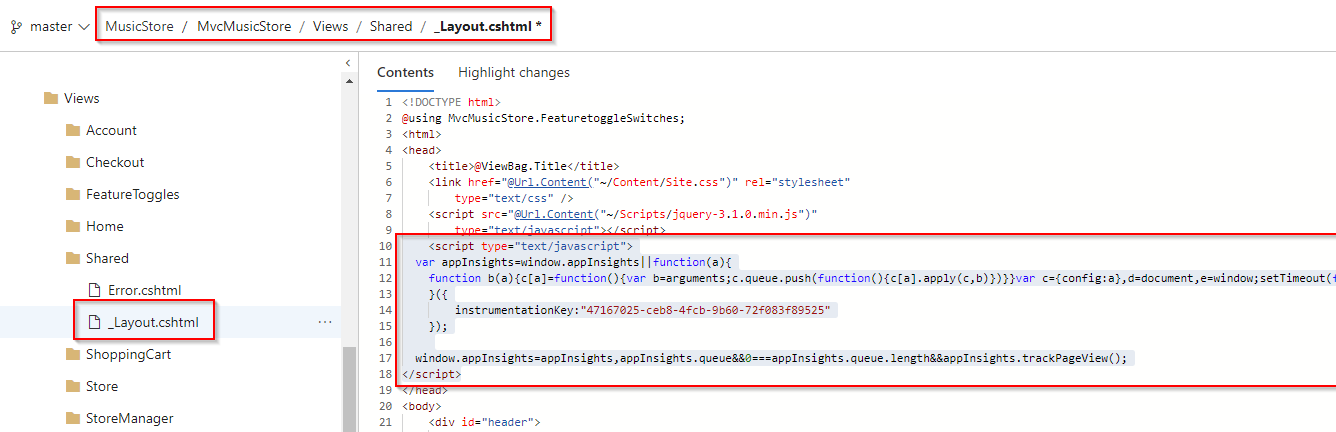 master
MusicStore / MvcMusicStore / Views / Shared / _Layout.cshtml *
Views
Account
Checkout
FeatureToggles
Home
Shared
Error.cshtml
_Layout.cshtml ...
ShoppingCart
Store
StoreManager
Contents Highlight changes
1 <!DOCTYPE html>
2 @using MvcMusicStore.FeaturetoggleSwitches;
3 <html>
4 <head>
5 <title>@ViewBag.Title</title>
6 <link href="@Url.Content("~/Content/Site.css")" rel="stylesheet"
7 type="text/css" />
8 <script src="@Url.Content("~/Scripts/jquery-3.1.0.min.js")"
9 type="text/javascript"></script>
10 <script type="text/javascript">
11 var appInsights=window.appInsights||function(a){
12 function b(a){c[a]=function(){var b=arguments;c.queue.push(function(){c[a].apply(c,b)})}}var c={config:a},d=document,e=window;setTimeout(
13 }({
14 instrumentationKey:"47167025-ceb8-4fcb-9b60-72f083f89525"
15 });
16
17 window.appInsights=appInsights,appInsights.queue&&0===appInsights.queue.length&&appInsights.trackPageView();
18 </script>
19 </head>
20 <body>
21 <div id="header">